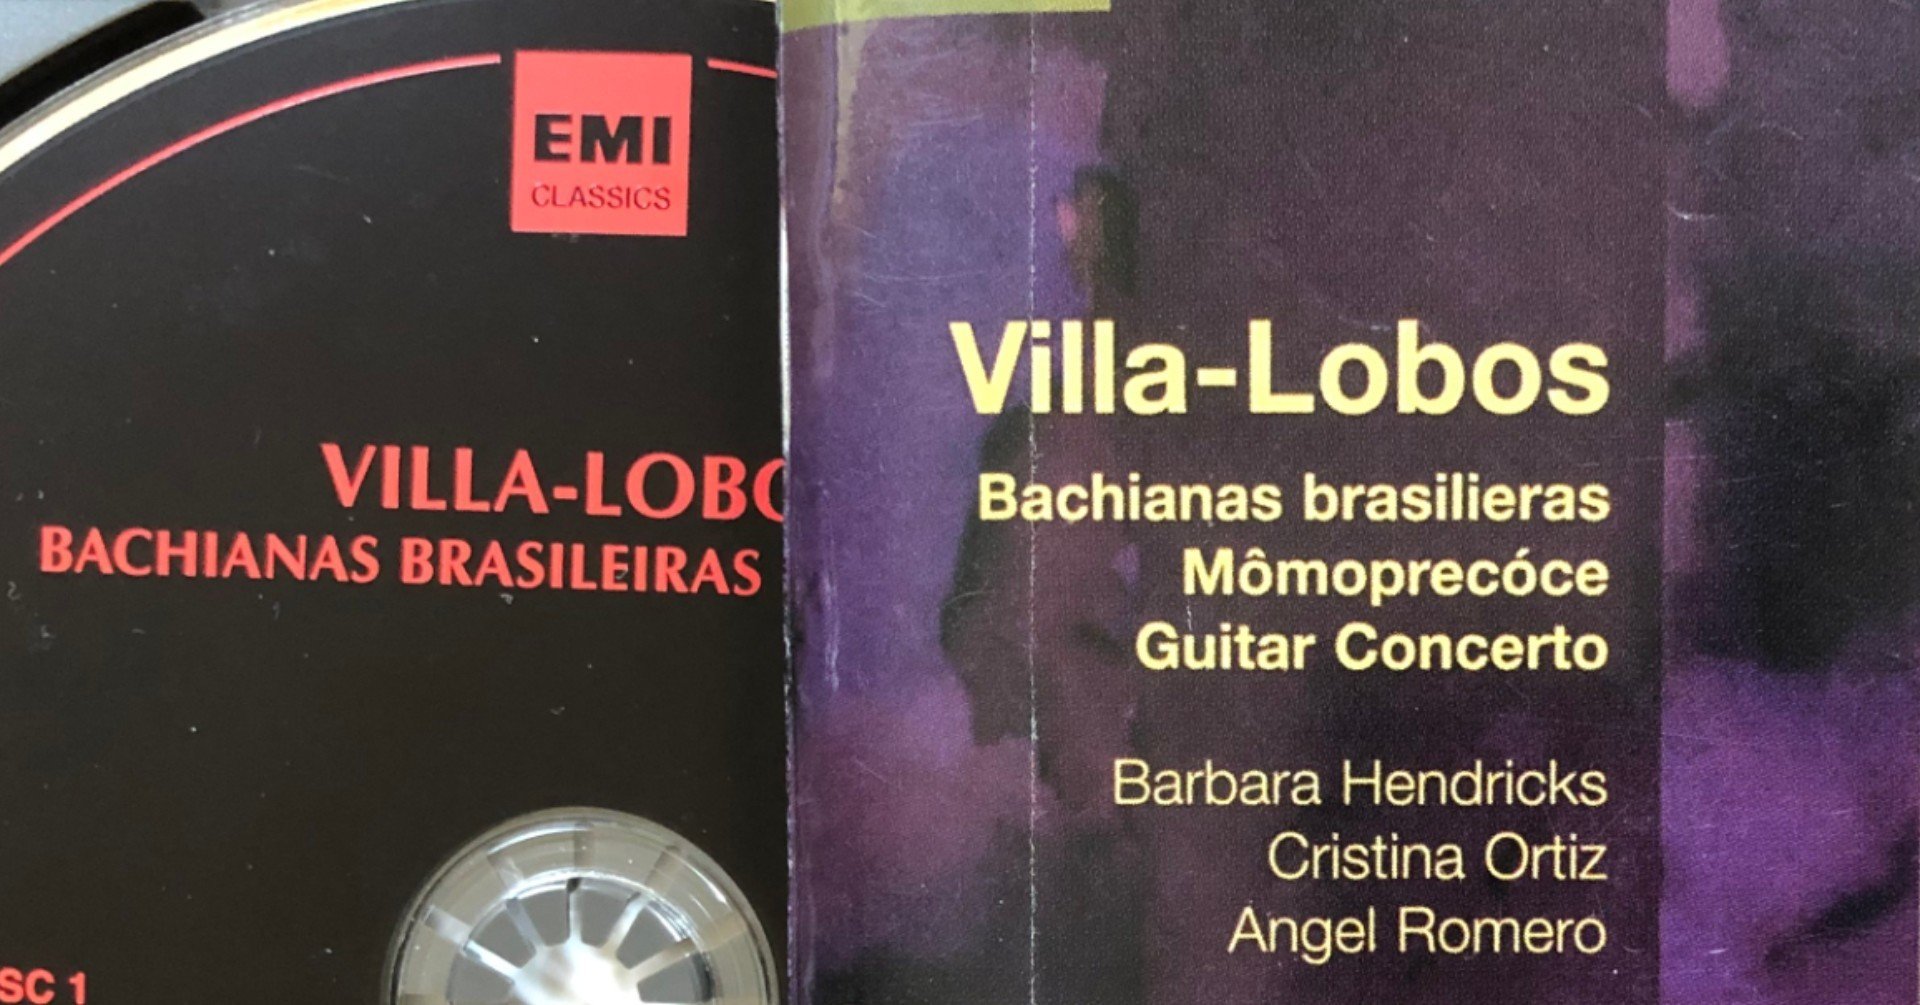 EMI
CLASSICS
VILLA-LOBO
BACHIANAS BRASILEIRAS
SC 1
Villa-Lobos
Bachianas brasilieras
Mômoprecóce
Guitar Concerto
Barbara Hendricks
Cristina Ortiz
Angel Romero